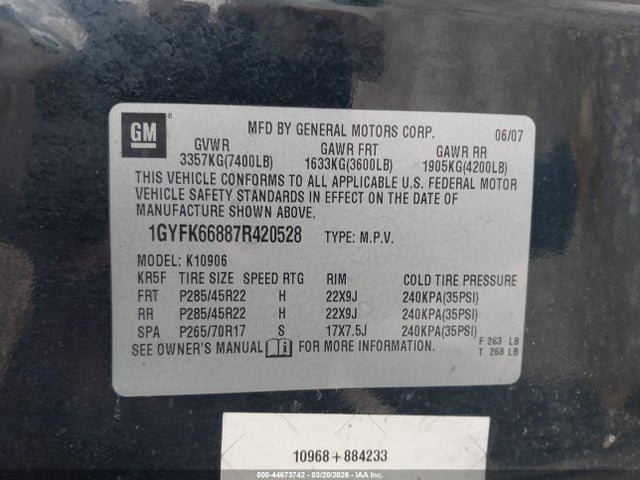 GM
MFD BY GENERAL MOTORS CORP. 06/07
GVWR GAWR FRT GAWR RR
3357KG(7400LB) 1633KG(3600LB) 1905KG(4200LB)
THIS VEHICLE CONFORMS TO ALL APPLICABLE U.S. FEDERAL MOTOR
VEHICLE SAFETY STANDARDS IN EFFECT ON THE DATE OF
MANUFACTURE SHOWN ABOVE.
1GYFK66887R420528 TYPE: M.P.V.
MODEL: K10906
KR5F TIRE SIZE SPEED RTG RIM COLD TIRE PRESSURE
FRT P285/45R22 H 22X9J 240KPA(35PSI)
RR P285/45R22 H 22X9J 240KPA(35PSI)
SPA P265/70R17 S 17X7.5J 240KPA(35PSI)
SEE OWNER'S MANUAL i FOR MORE INFORMATION. F 263 LB
T 268 LB
10968+884233
000-44673742 - 03/20/2026 - IAAI Copart